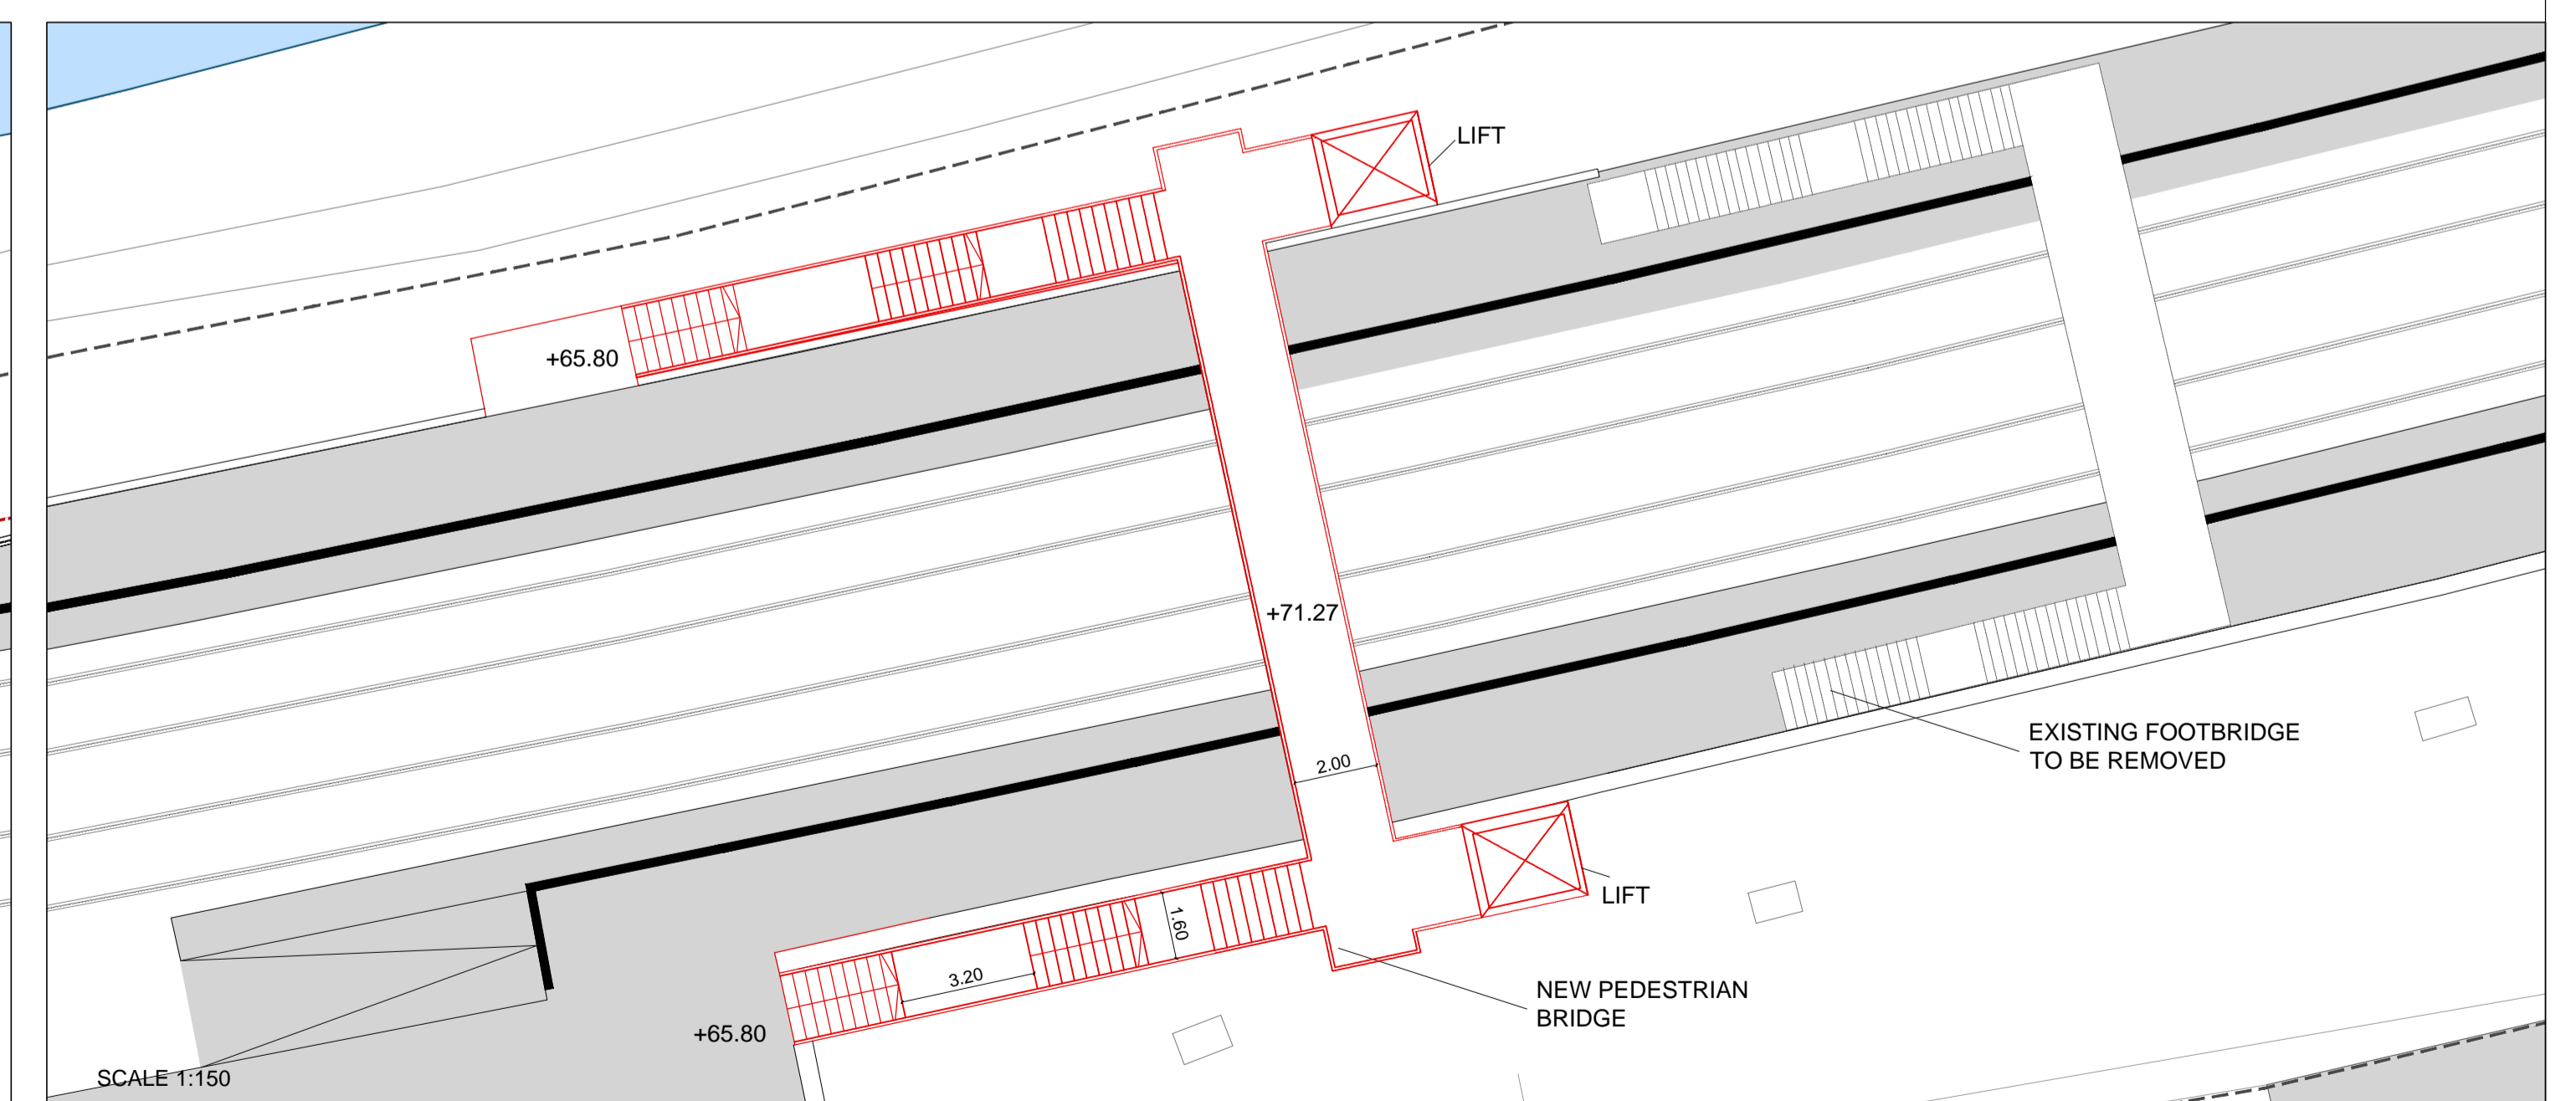 LIFT
+65.80
+71.27
2.00
EXISTING FOOTBRIDGE
TO BE REMOVED
LIFT
1.60
3.20
NEW PEDESTRIAN
BRIDGE
+65.80
SCALE 1:150